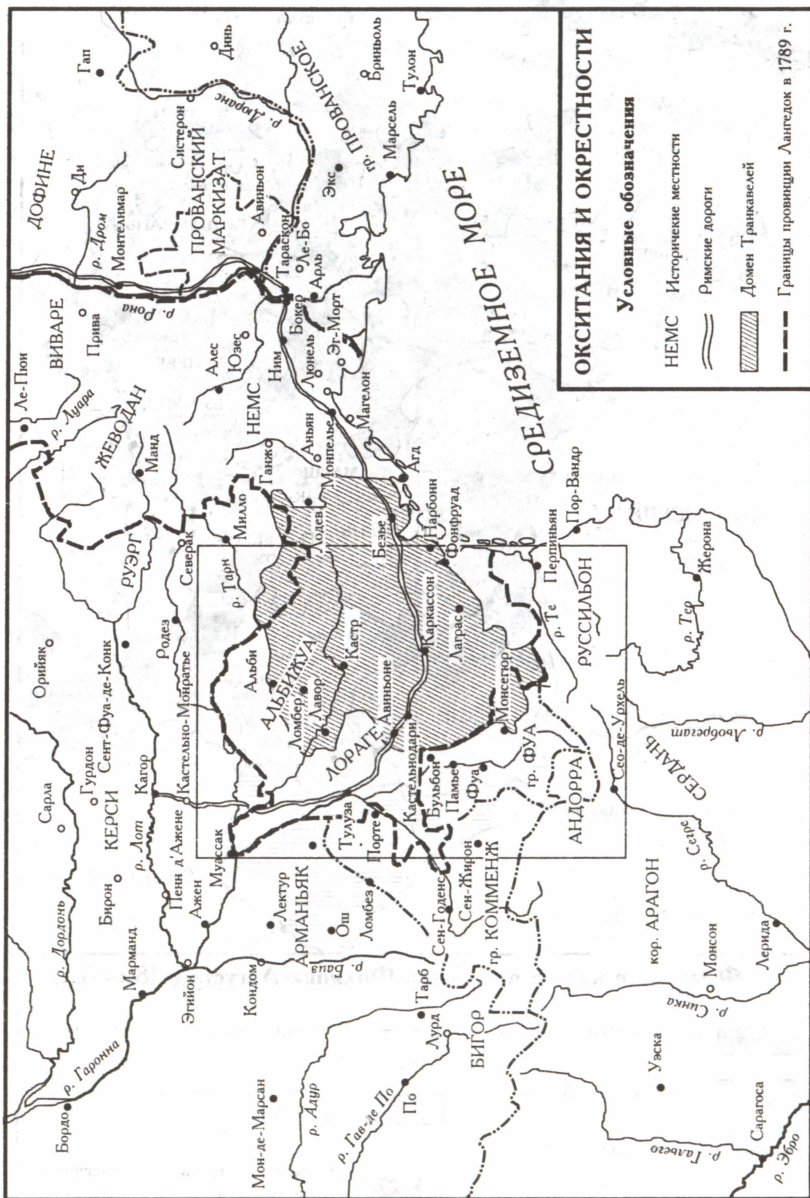 ОКСИТАНИЯ И ОКРЕСТНОСТИ
Условные обозначения
НЕМС Историчекие местности
Римские дороги
Домен Транкавелей
Границы провинции Лангедок в 1789 г.
СРЕДИЗЕМНОЕ МОРЕ
Бордо
р. Гаронна
р. Дордонь
Сарла
Орийяк
Ле-Пюи
р. Луара
ВИВАРЕ
Прива
ДОФИНЕ
Ди
р. Дром
Монтелимар
Гап
Марманд
Бирон
Гурдон
КЕРСИ
р. Лот
Кагор
Сент-Фуа-де-Конк
РУЭРГ
ЖЕВОДАН
Манд
Алес
Юзес
р. Рона
ПРОВАНСКИЙ
МАРКИЗАТ
Систерон
Динь
р. Дюранс
Авиньон
Пенн д'Ажене
Ажен
Муассак
Кастельно-Монратье
Родез
Северак
р. Тарн
Милло
НЕМС
Ганж
Ним
Бокер
Тараскон
Ле-Бо
Арль
гр. ПРОВАНСКОЕ
Экс
Бриньоль
Марсель
Тулон
Эгийон
Кондом
р. Баиз
Лектур
АРМАНЬЯК
Ош
Ломбез
Альби
АЛЬБИЖУА
Ломбер
Лавор
Кастр
Лодев
Аньян
Монпелье
Люнель
Эг-Морт
Магелон
Агд
Мон-де-Марсан
р. Алур
р. Гав-де По
По
Тарб
Лурд
БИГОР
Тулуза
Порте
ЛОРАГЕ
Авиньоне
Кастельнодарн
Каркассон
Безье
Нарбонн
Фонфруад
Лаграс
Сен-Годенс
Сен-Жирон
гр. КОММЕНЖ
Бульбон
Памье
Фуа
гр. ФУА
Монсегюр
АНДОРРА
Перпиньян
р. Те
РУССИЛЬОН
Пор-Вандр
Сео-де-Урхель
СЕРДАНЬ
кор. АРАГОН
Уэска
Монсон
р. Синка
р. Сегре
Лерида
р. Льобрегат
р. Тер
Жерона
р. Гальего
Сарагоса
р. Эбро